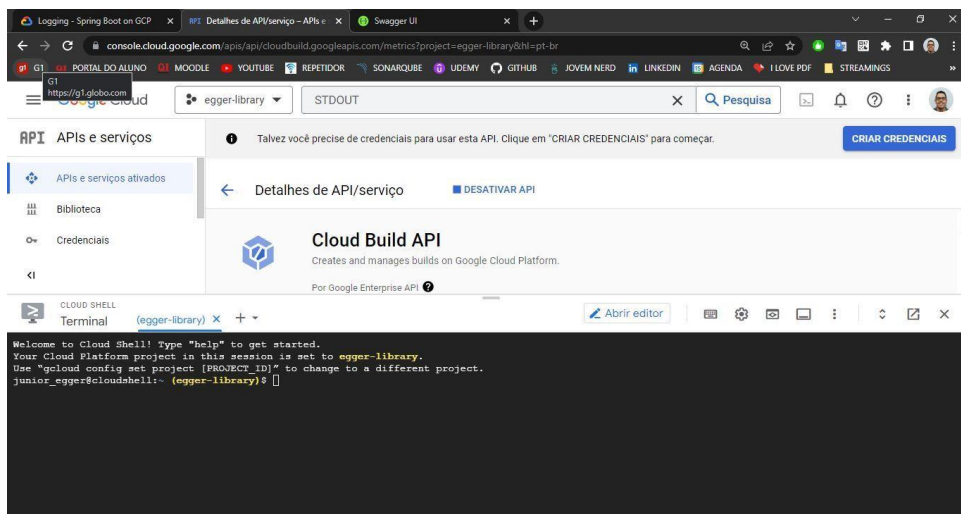 Logging - Spring Boot on GCP
API Detalhes de API/serviço – APIs e
Swagger UI
console.cloud.google.com/apis/api/cloudbuild.googleapis.com/metrics?project=egger-library&hl=pt-br
G1 PORTAL DO ALUNO MOODLE YOUTUBE REPETIDOR SONARQUBE UDEMY GITHUB JOVEM NERD LINKEDIN AGENDA I LOVE PDF STREAMINGS
G1
https://g1.globo.com
Google Cloud egger-library STDOUT Pesquisa
API APIs e serviços
Talvez você precise de credenciais para usar esta API. Clique em "CRIAR CREDENCIAIS" para começar.
CRIAR CREDENCIAIS
APIs e serviços ativados
Biblioteca
Credenciais
Detalhes de API/serviço DESATIVAR API
Cloud Build API
Creates and manages builds on Google Cloud Platform.
Por Google Enterprise API
CLOUD SHELL
Terminal (egger-library) Abrir editor
Welcome to Cloud Shell! Type "help" to get started.
Your Cloud Platform project in this session is set to egger-library.
Use "gcloud config set project [PROJECT_ID]" to change to a different project.
junior_egger@cloudshell:~ (egger-library)$